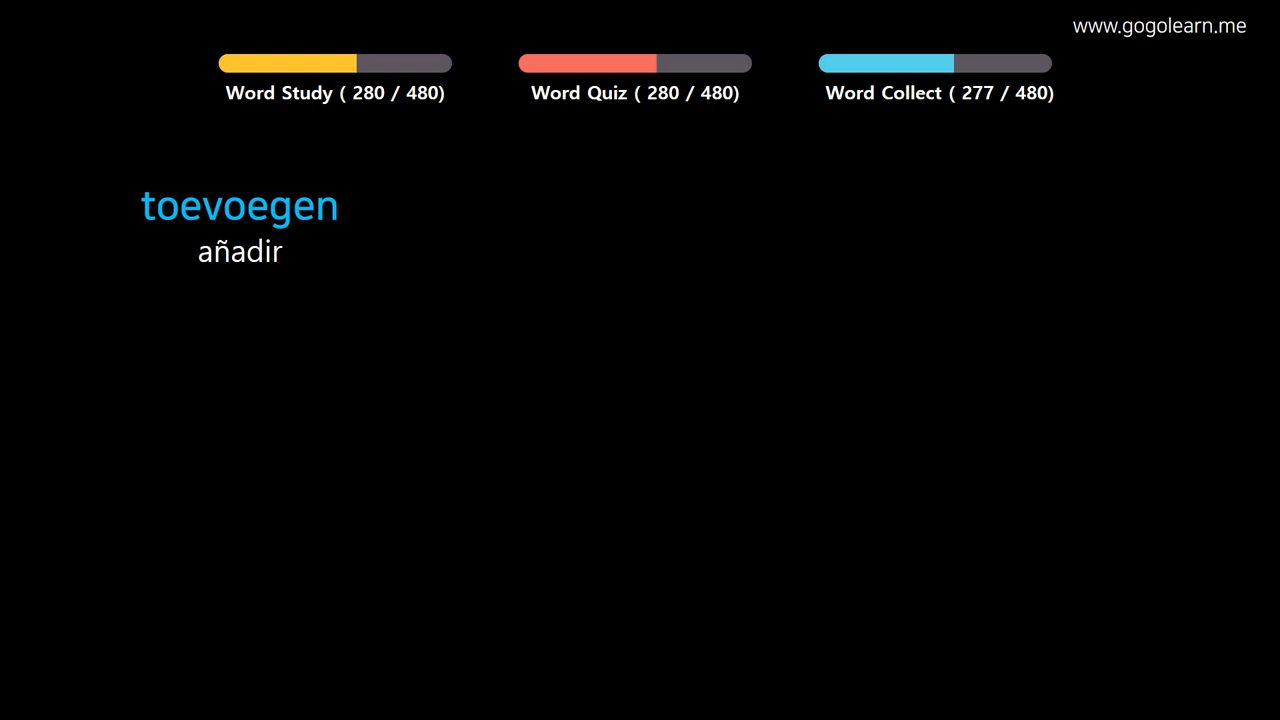 www.gogolearn.me
Word Study ( 280 / 480)
Word Quiz ( 280 / 480)
Word Collect ( 277 / 480)
toevoegen
añadir